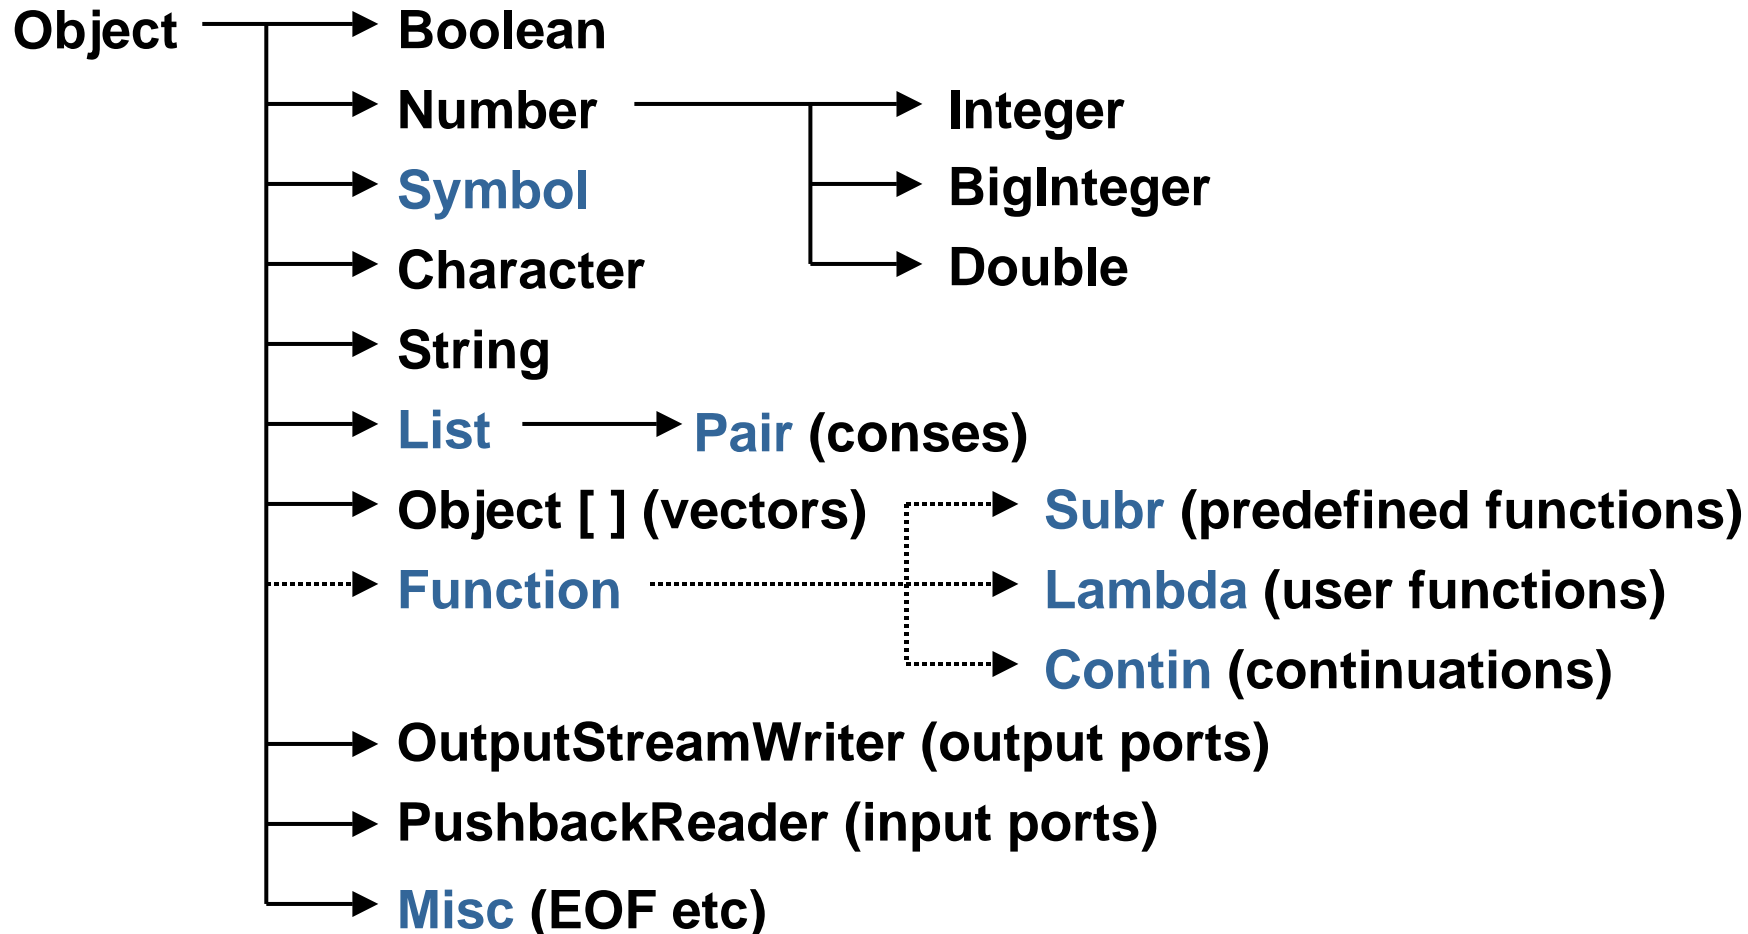 Object Boolean
Number Integer
Symbol BigInteger
Character Double
String
List Pair (conses)
Object [ ] (vectors) Subr (predefined functions)
Function Lambda (user functions)
Contin (continuations)
OutputStreamWriter (output ports)
PushbackReader (input ports)
Misc (EOF etc)